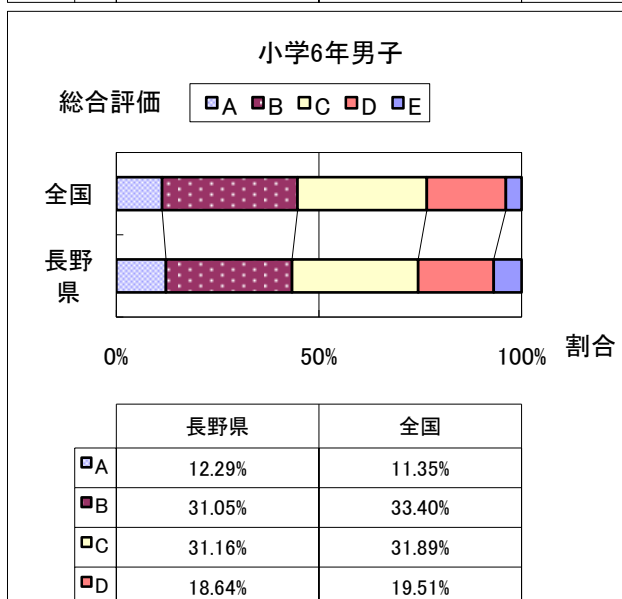 小学6年男子
総合評価 A B C D E
全国
長野
県
0% 50% 100% 割合
長野県 全国
A 12.29% 11.35%
B 31.05% 33.40%
C 31.16% 31.89%
D 18.64% 19.51%